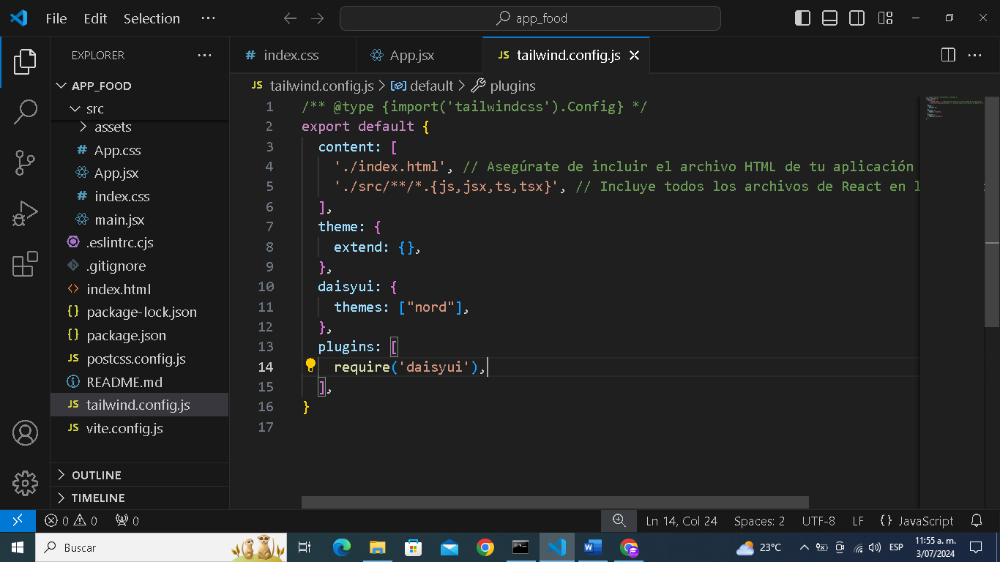 File Edit Selection ··· app_food
EXPLORER ···
APP_FOOD
src
assets
App.css
App.jsx
index.css
main.jsx
.eslintrc.cjs
.gitignore
index.html
package-lock.json
package.json
postcss.config.js
README.md
tailwind.config.js
vite.config.js
OUTLINE
TIMELINE
index.css App.jsx JS tailwind.config.js
JS tailwind.config.js > default > plugins
1 /** @type {import('tailwindcss').Config} */
2 export default {
3 content: [
4 './index.html', // Asegúrate de incluir el archivo HTML de tu aplicación
5 './src/**/*.{js,jsx,ts,tsx}', // Incluye todos los archivos de React en l
6 ],
7 theme: {
8 extend: {},
9 },
10 daisyui: {
11 themes: ["nord"],
12 },
13 plugins: [
14 require('daisyui'),
15 ],
16 }
17
0 0 0 Ln 14, Col 24 Spaces: 2 UTF-8 LF {} JavaScript
Buscar 23°C ESP 11:55 a. m.
3/07/2024